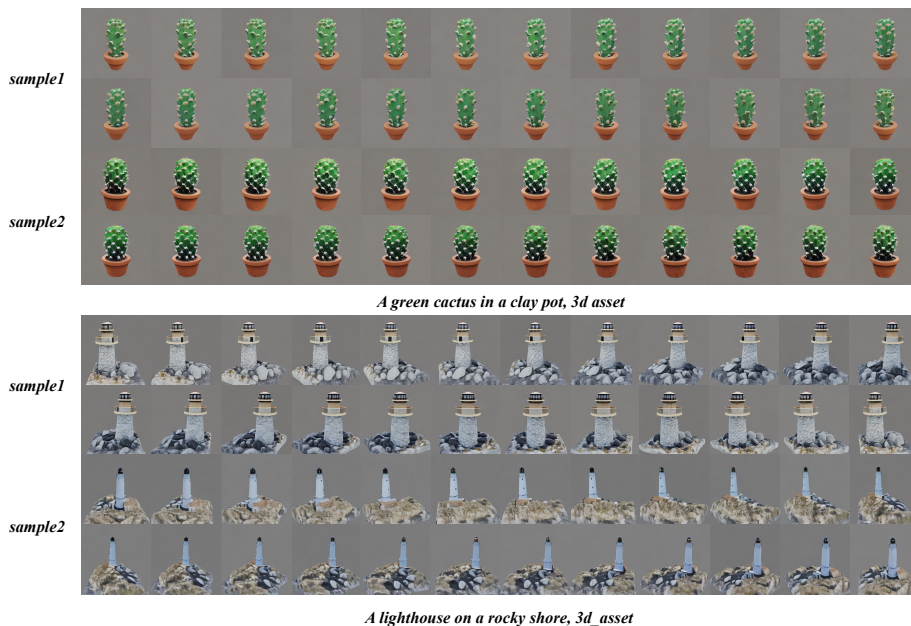 sample1
sample2
A green cactus in a clay pot, 3d asset
sample1
sample2
A lighthouse on a rocky shore, 3d_asset